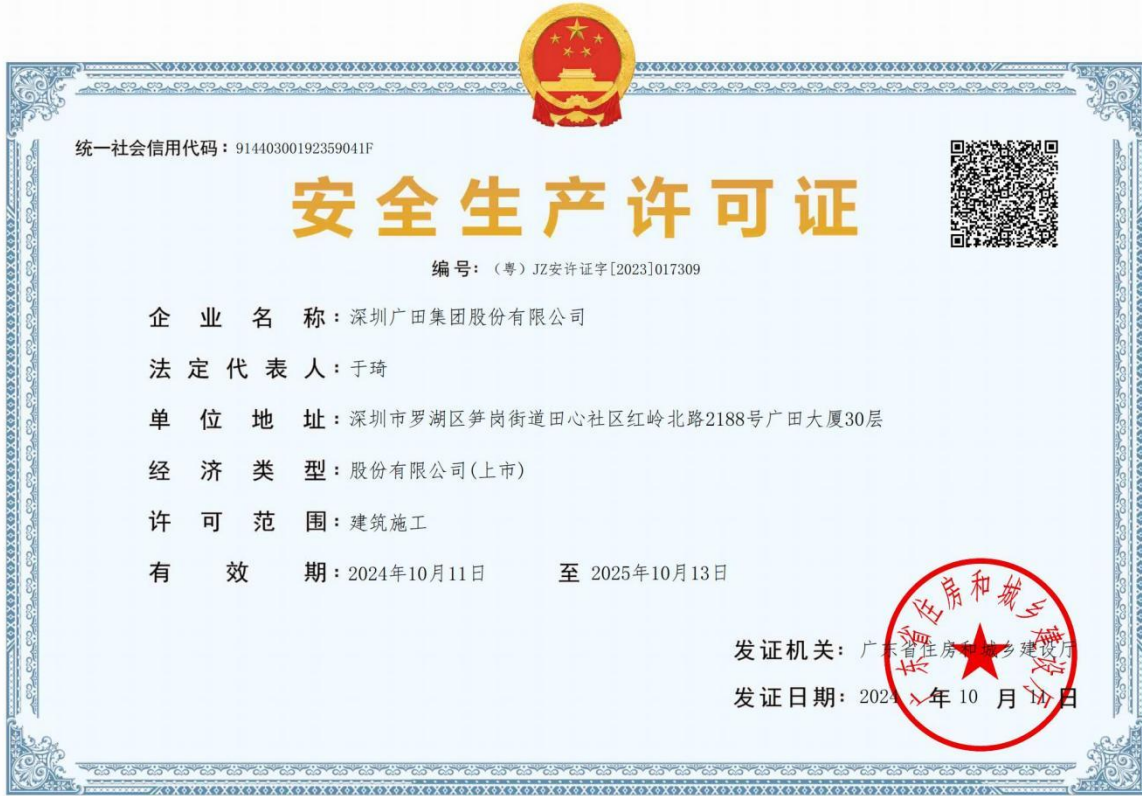 统一社会信用代码：91440300192359041F
安全生产许可证
编号：（粤）JZ安许证字[2023]017309
企业名称：深圳广田集团股份有限公司
法定代表人：于琦
单位地址：深圳市罗湖区笋岗街道田心社区红岭北路2188号广田大厦30层
经济类型：股份有限公司(上市)
许可范围：建筑施工
有效期：2024年10月11日 至 2025年10月13日
广东省住房和城乡建设厅
发证机关：广东省住房和城乡建设厅
发证日期：2024 年 10 月 11 日